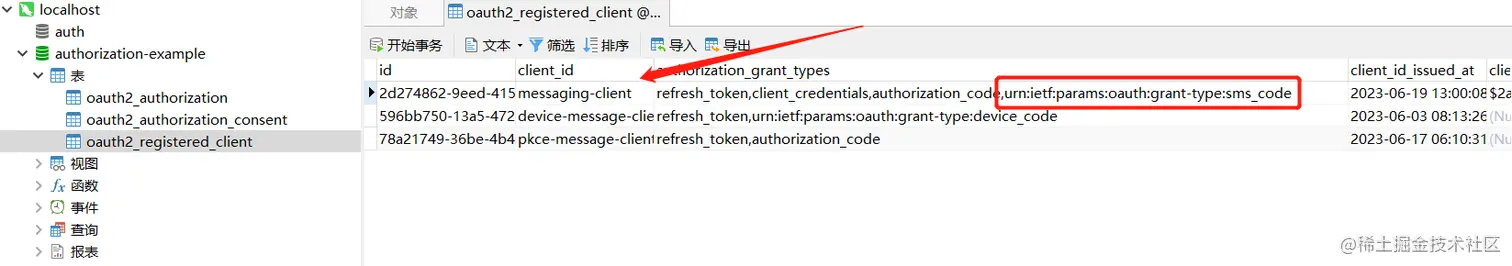 localhost
auth
authorization-example
表
oauth2_authorization
oauth2_authorization_consent
oauth2_registered_client
视图
fx 函数
事件
查询
报表
对象 oauth2_registered_client @...
开始事务 文本 筛选 排序 导入 导出
id client_id authorization_grant_types client_id_issued_at clie
2d274862-9eed-415 messaging-client refresh_token,client_credentials,authorization_code,urn:ietf:params:oauth:grant-type:sms_code 2023-06-19 13:00:08 $2a
596bb750-13a5-472 device-message-clie refresh_token,urn:ietf:params:oauth:grant-type:device_code 2023-06-03 08:13:26 (Nu
78a21749-36be-4b4 pkce-message-client refresh_token,authorization_code 2023-06-17 06:10:31 (Nu
@稀土掘金技术社区